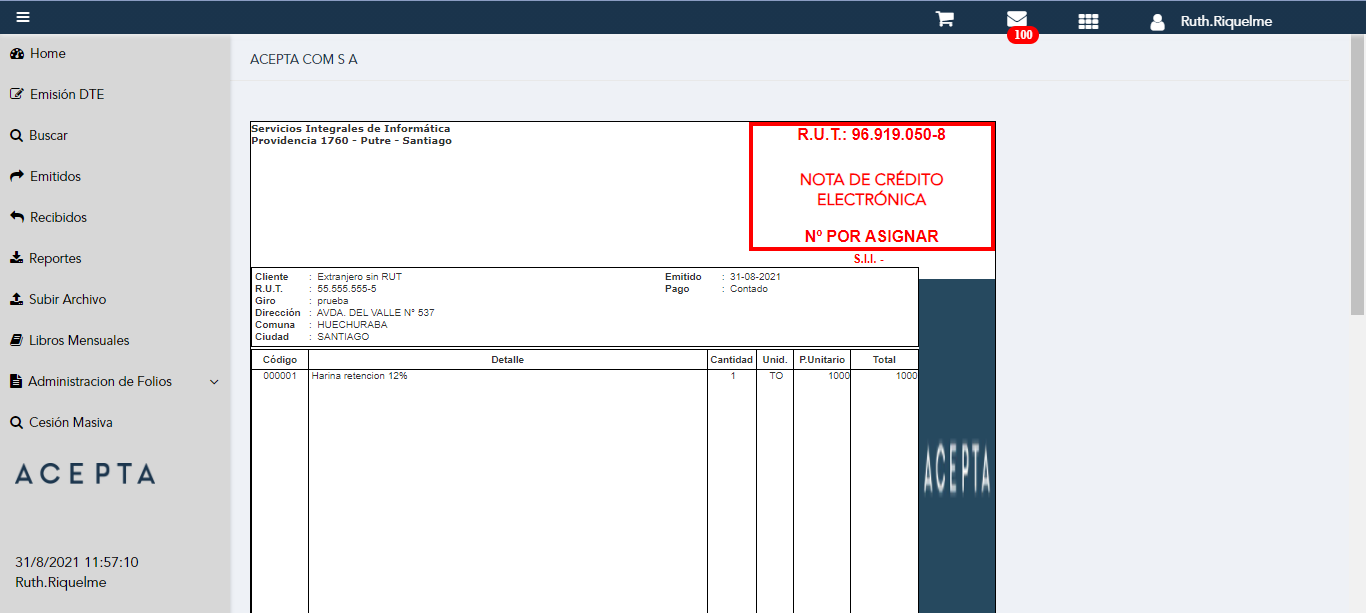 Ruth.Riquelme
100
Home
Emisión DTE
Buscar
Emitidos
Recibidos
Reportes
Subir Archivo
Libros Mensuales
Administracion de Folios
Cesión Masiva
ACEPTA
31/8/2021 11:57:10
Ruth.Riquelme
ACEPTA COM S A
Servicios Integrales de Informática
Providencia 1760 - Putre - Santiago
R.U.T.: 96.919.050-8
NOTA DE CRÉDITO
ELECTRÓNICA
Nº POR ASIGNAR
S.I.I. -
Cliente : Extranjero sin RUT Emitido : 31-08-2021
R.U.T. : 55.555.555-5 Pago : Contado
Giro : prueba
Dirección : AVDA. DEL VALLE N° 537
Comuna : HUECHURABA
Ciudad : SANTIAGO
Código Detalle Cantidad Unid. P.Unitario Total
000001 Harina retencion 12% 1 TO 1000 1000
ACEPTA